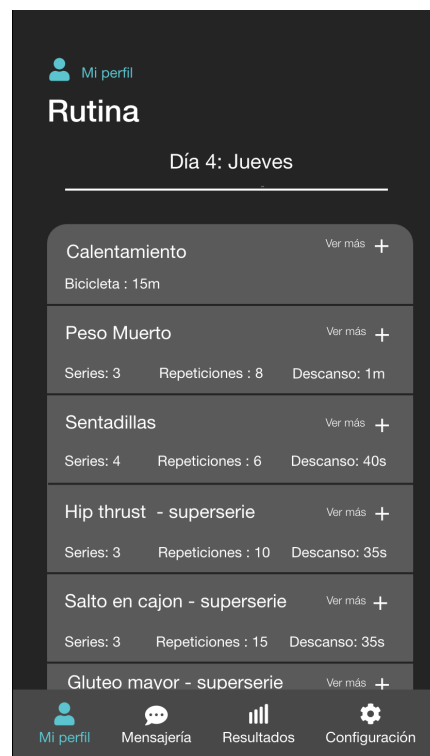 Mi perfil
Rutina
Día 4: Jueves
Calentamiento Ver más +
Bicicleta : 15m
Peso Muerto Ver más +
Series: 3 Repeticiones : 8 Descanso: 1m
Sentadillas Ver más +
Series: 4 Repeticiones : 6 Descanso: 40s
Hip thrust - superserie Ver más +
Series: 3 Repeticiones : 10 Descanso: 35s
Salto en cajon - superserie Ver más +
Series: 3 Repeticiones : 15 Descanso: 35s
Gluteo mayor - superserie Ver más +
Mi perfil Mensajería Resultados Configuración